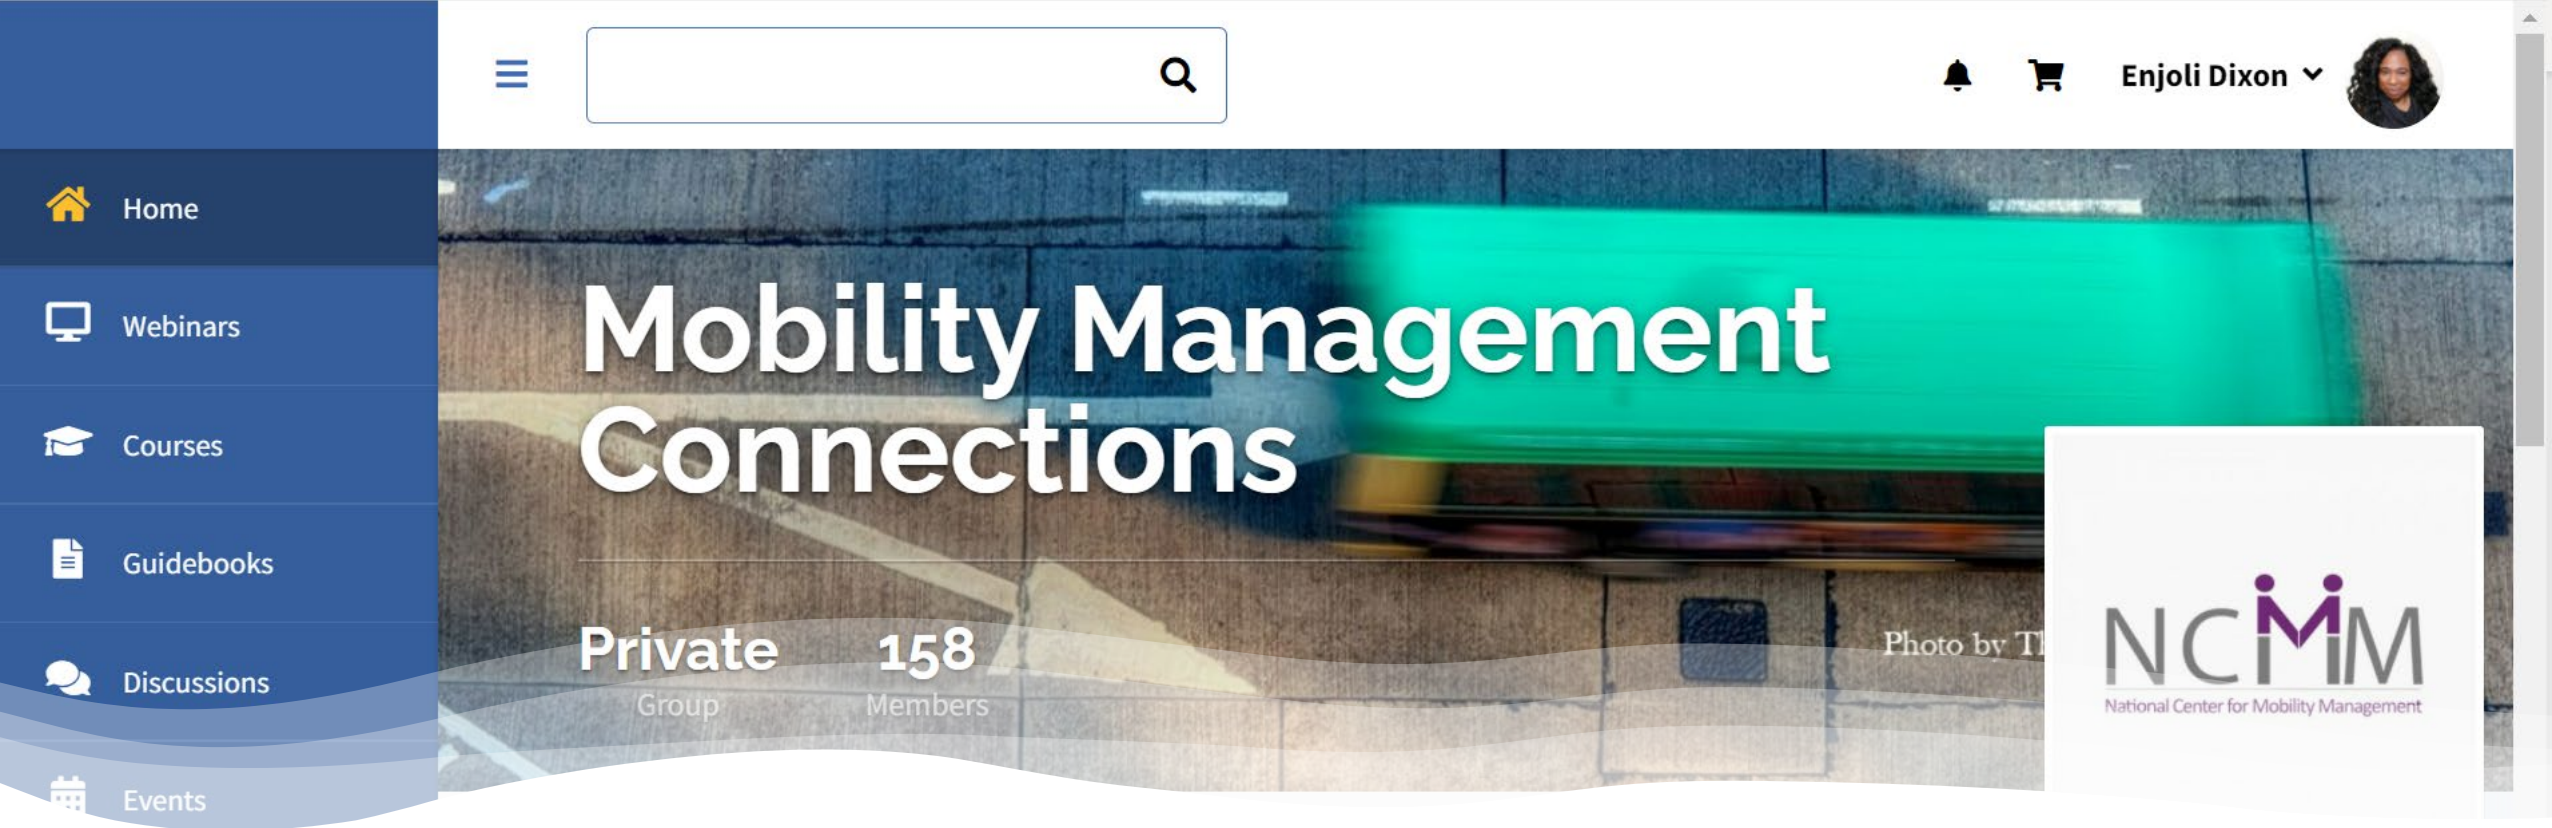 Enjoli Dixon
Home
Webinars
Courses
Guidebooks
Discussions
Events
Mobility Management
Connections
Private
Group
158
Members
Photo by
NCMM
National Center for Mobility Management